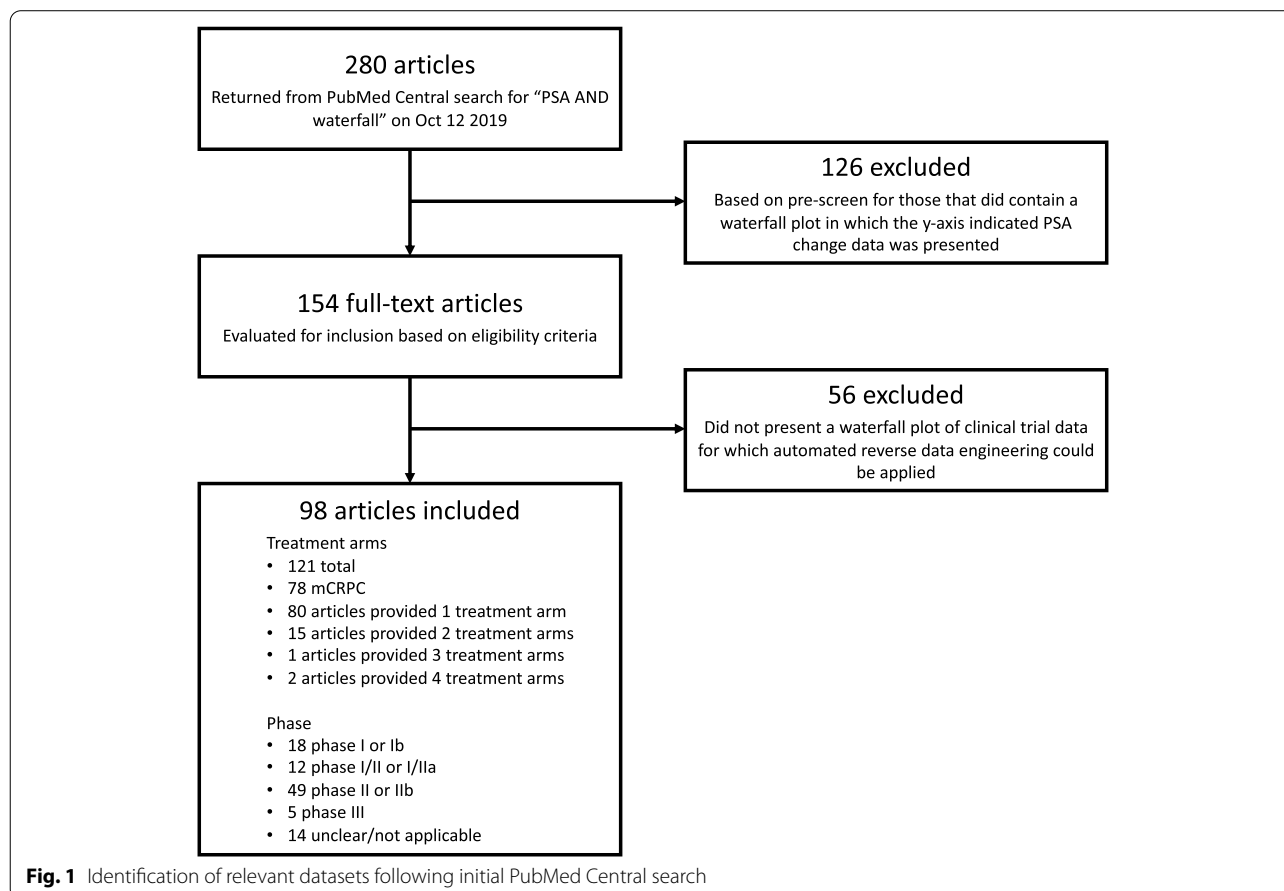 280 articles
Returned from PubMed Central search for “PSA AND
waterfall” on Oct 12 2019
126 excluded
Based on pre-screen for those that did contain a
waterfall plot in which the y-axis indicated PSA
change data was presented
154 full-text articles
Evaluated for inclusion based on eligibility criteria
56 excluded
Did not present a waterfall plot of clinical trial data
for which automated reverse data engineering could
be applied
98 articles included
Treatment arms
• 121 total
• 78 mCRPC
• 80 articles provided 1 treatment arm
• 15 articles provided 2 treatment arms
• 1 articles provided 3 treatment arms
• 2 articles provided 4 treatment arms
Phase
• 18 phase I or Ib
• 12 phase I/II or I/IIa
• 49 phase II or IIb
• 5 phase III
• 14 unclear/not applicable
Fig. 1 Identification of relevant datasets following initial PubMed Central search